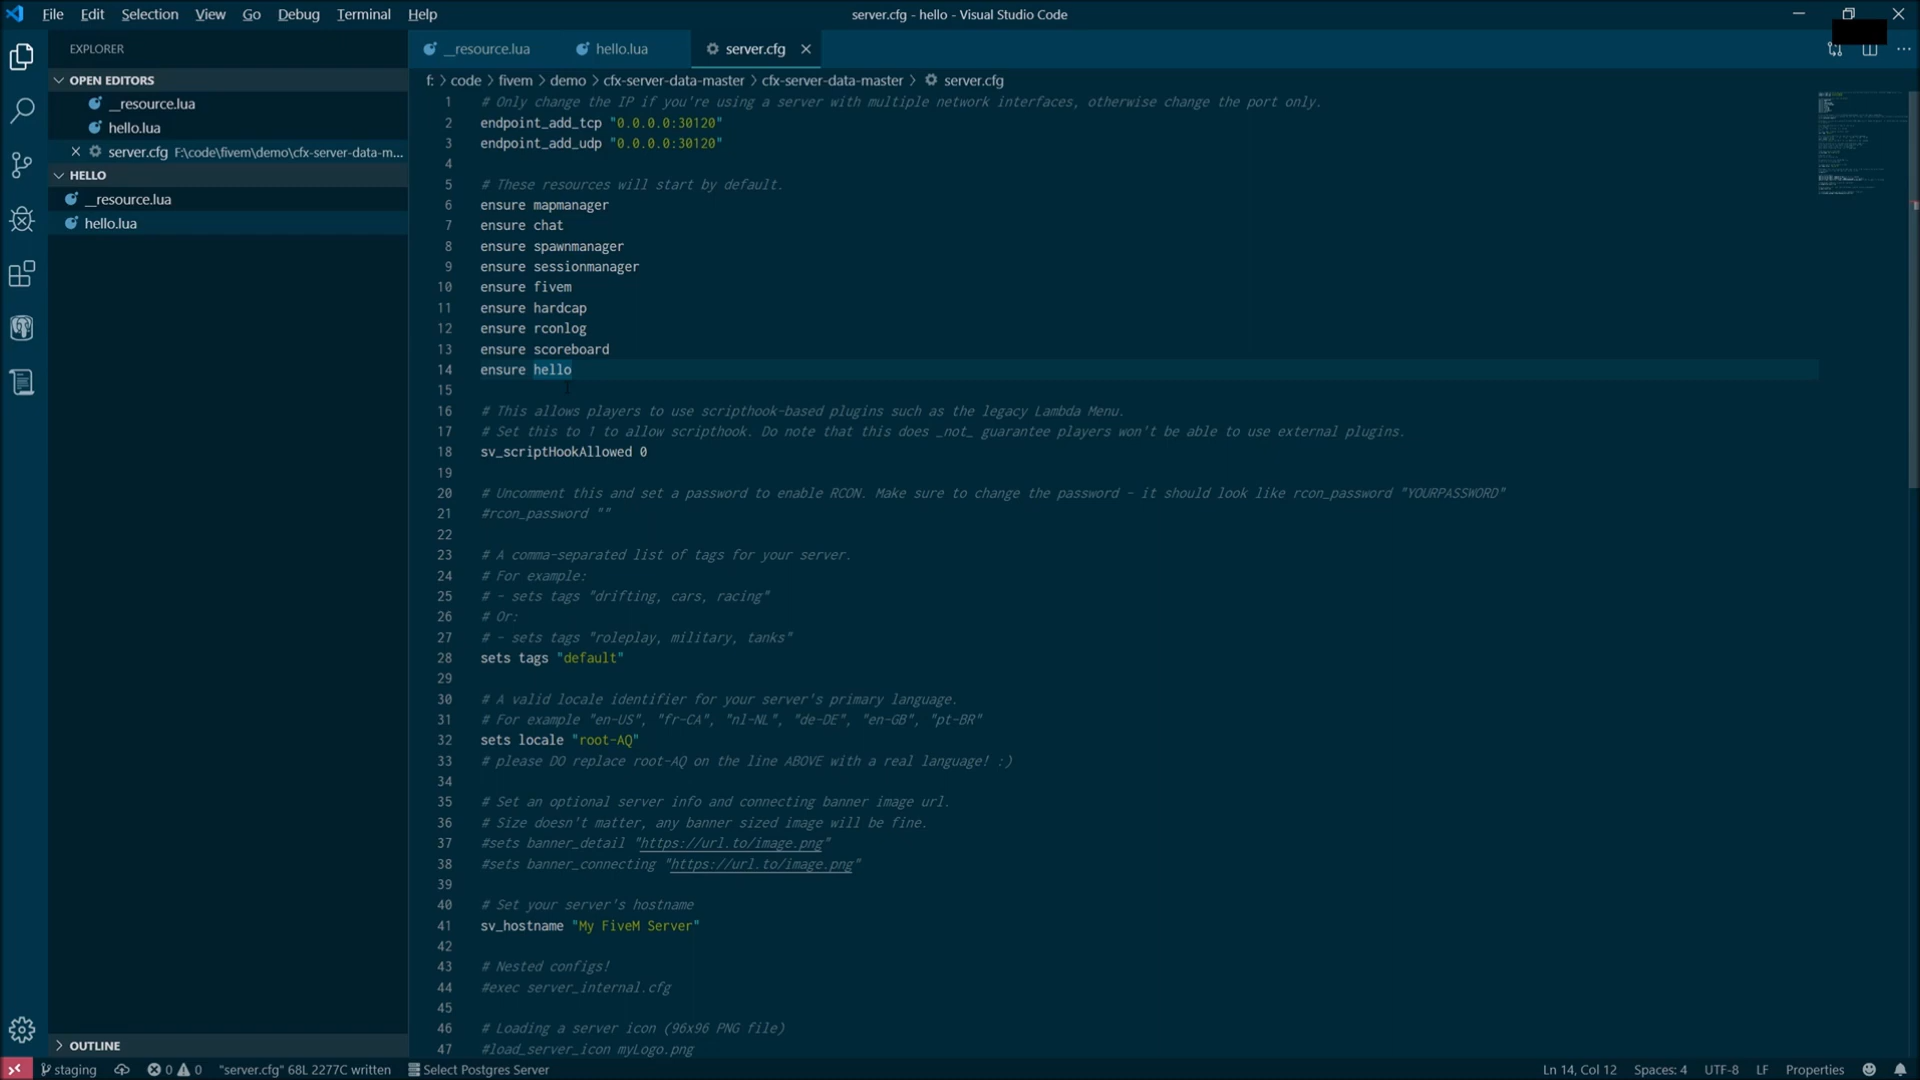 File Edit Selection View Go Debug Terminal Help
server.cfg - hello - Visual Studio Code
EXPLORER
OPEN EDITORS
__resource.lua
hello.lua
server.cfg F:\code\fivem\demo\cfx-server-data-m...
HELLO
__resource.lua
hello.lua
OUTLINE
__resource.lua hello.lua server.cfg
f: > code > fivem > demo > cfx-server-data-master > cfx-server-data-master > server.cfg
1 # Only change the IP if you're using a server with multiple network interfaces, otherwise change the port only.
2 endpoint_add_tcp "0.0.0.0:30120"
3 endpoint_add_udp "0.0.0.0:30120"
4
5 # These resources will start by default.
6 ensure mapmanager
7 ensure chat
8 ensure spawnmanager
9 ensure sessionmanager
10 ensure fivem
11 ensure hardcap
12 ensure rconlog
13 ensure scoreboard
14 ensure hello
15
16 # This allows players to use scripthook-based plugins such as the legacy Lambda Menu.
17 # Set this to 1 to allow scripthook. Do note that this does _not_ guarantee players won't be able to use external plugins.
18 sv_scriptHookAllowed 0
19
20 # Uncomment this and set a password to enable RCON. Make sure to change the password - it should look like rcon_password "YOURPASSWORD"
21 #rcon_password ""
22
23 # A comma-separated list of tags for your server.
24 # For example:
25 # - sets tags "drifting, cars, racing"
26 # Or:
27 # - sets tags "roleplay, military, tanks"
28 sets tags "default"
29
30 # A valid locale identifier for your server's primary language.
31 # For example "en-US", "fr-CA", "nl-NL", "de-DE", "en-GB", "pt-BR"
32 sets locale "root-AQ"
33 # please DO replace root-AQ on the line ABOVE with a real language! :)
34
35 # Set an optional server info and connecting banner image url.
36 # Size doesn't matter, any banner sized image will be fine.
37 #sets banner_detail "https://url.to/image.png"
38 #sets banner_connecting "https://url.to/image.png"
39
40 # Set your server's hostname
41 sv_hostname "My FiveM Server"
42
43 # Nested configs!
44 #exec server_internal.cfg
45
46 # Loading a server icon (96x96 PNG file)
47 #load_server_icon myLogo.png
staging 0 0 "server.cfg" 68L 2277C written Select Postgres Server Ln 14, Col 12 Spaces: 4 UTF-8 LF Properties